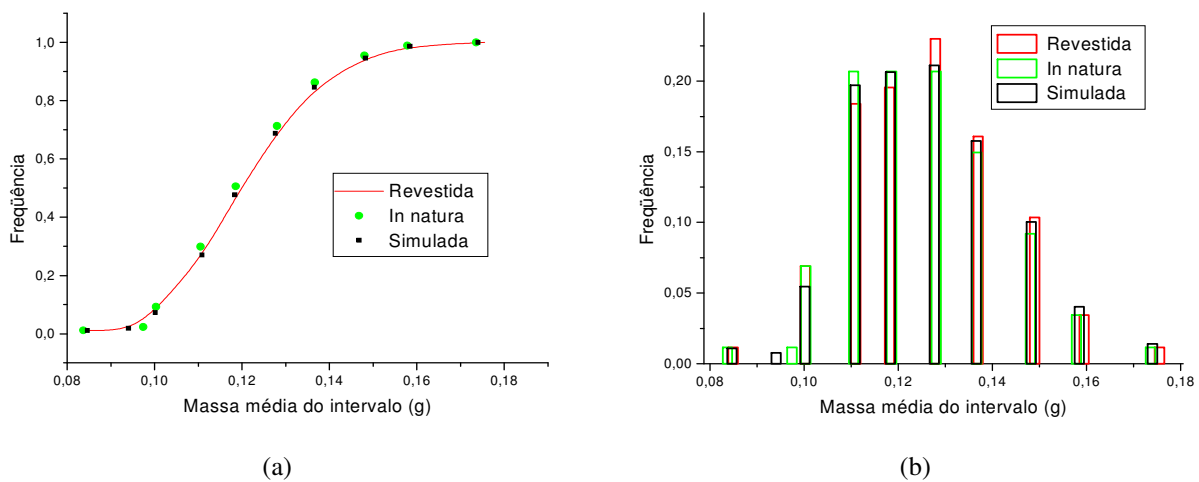 1,0
0,8
0,6
0,4
0,2
0,0
Freqüência
Revestida
In natura
Simulada
0,08 0,10 0,12 0,14 0,16 0,18
Massa média do intervalo (g)
(a)
0,20
0,15
0,10
0,05
0,00
Freqüência
Revestida
In natura
Simulada
0,08 0,10 0,12 0,14 0,16 0,18
Massa média do intervalo (g)
(b)